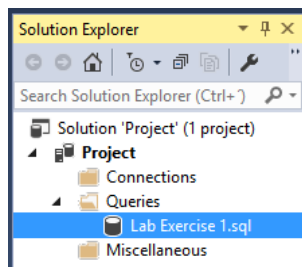 Solution Explorer
Search Solution Explorer (Ctrl+´)
Solution 'Project' (1 project)
Project
Connections
Queries
Lab Exercise 1.sql
Miscellaneous